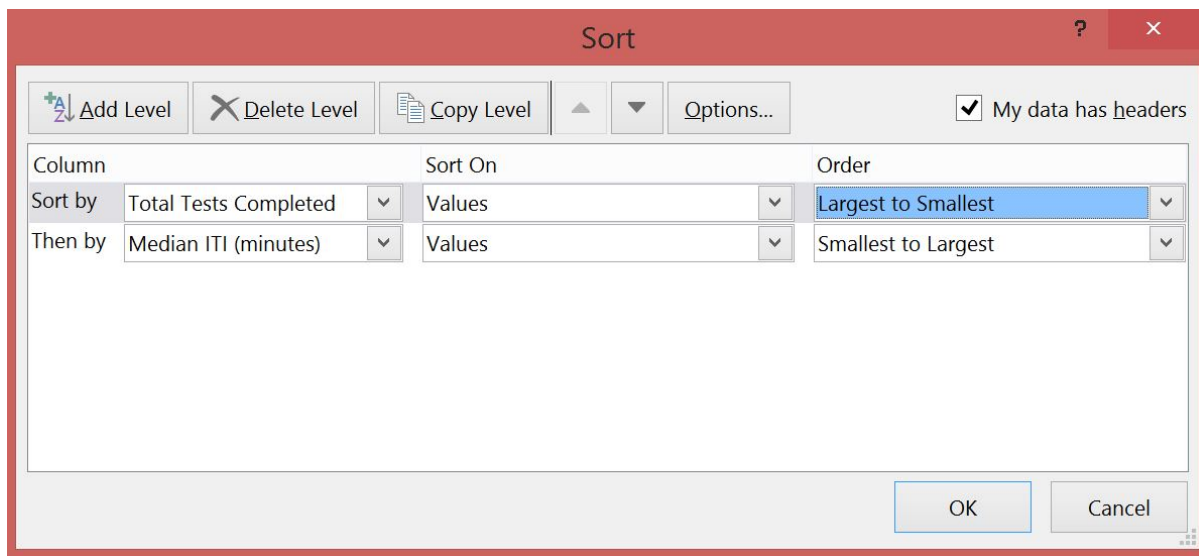 Sort
? ×
Add Level Delete Level Copy Level Options... My data has headers
Column Sort On Order
Sort by Total Tests Completed Values Largest to Smallest
Then by Median ITI (minutes) Values Smallest to Largest
OK Cancel